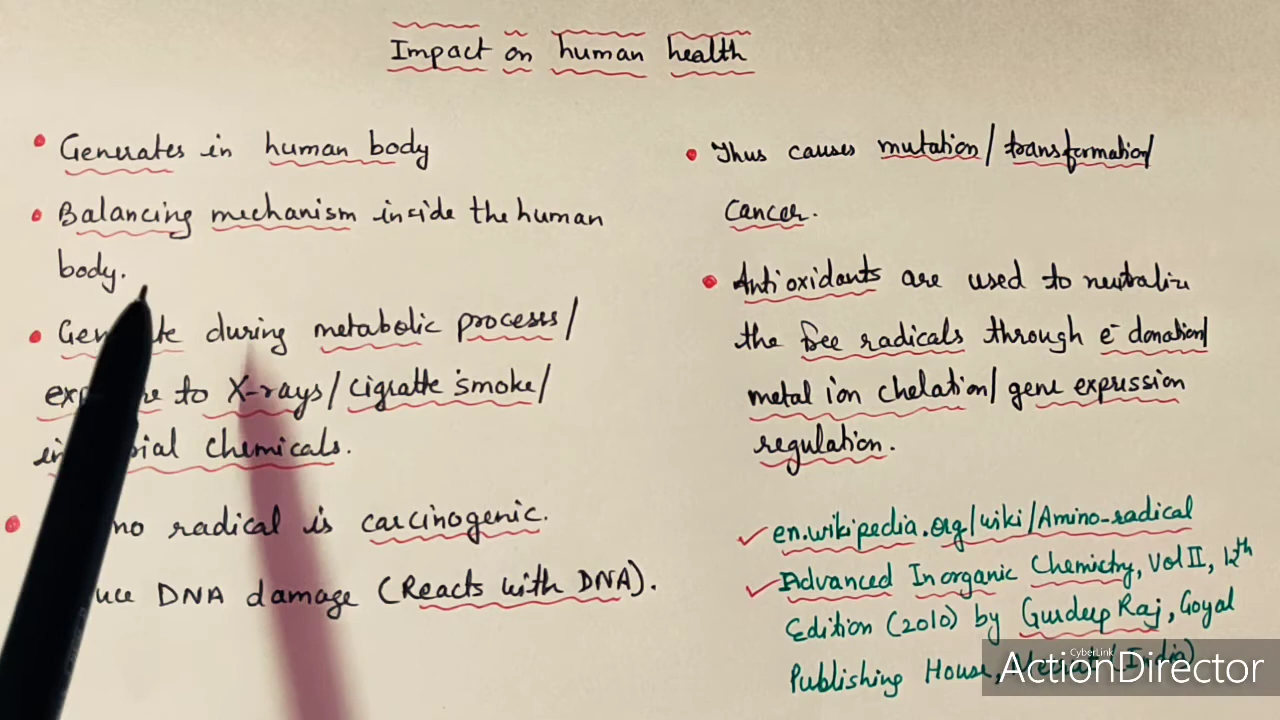 Impact on human health
Generates in human body
Balancing mechanism inside the human
body.
during metabolic process/
to X-rays/cigratte smoke/
chemicals.
radical is carcinogenic.
DNA damage (Reacts with DNA).
Thus causes mutation/transformation/
cancer.
Antioxidants are used to
the free radicals through e- donation/
metal ion chelation/gene expression
regulation.
en.wikipedia.org/wiki/Amino-radical
Advanced Inorganic Chemistry, Vol II, 12th
Edition (2010) by Gurdeep Raj, Goyal
Publishing House,
CyberLink
ActionDirector